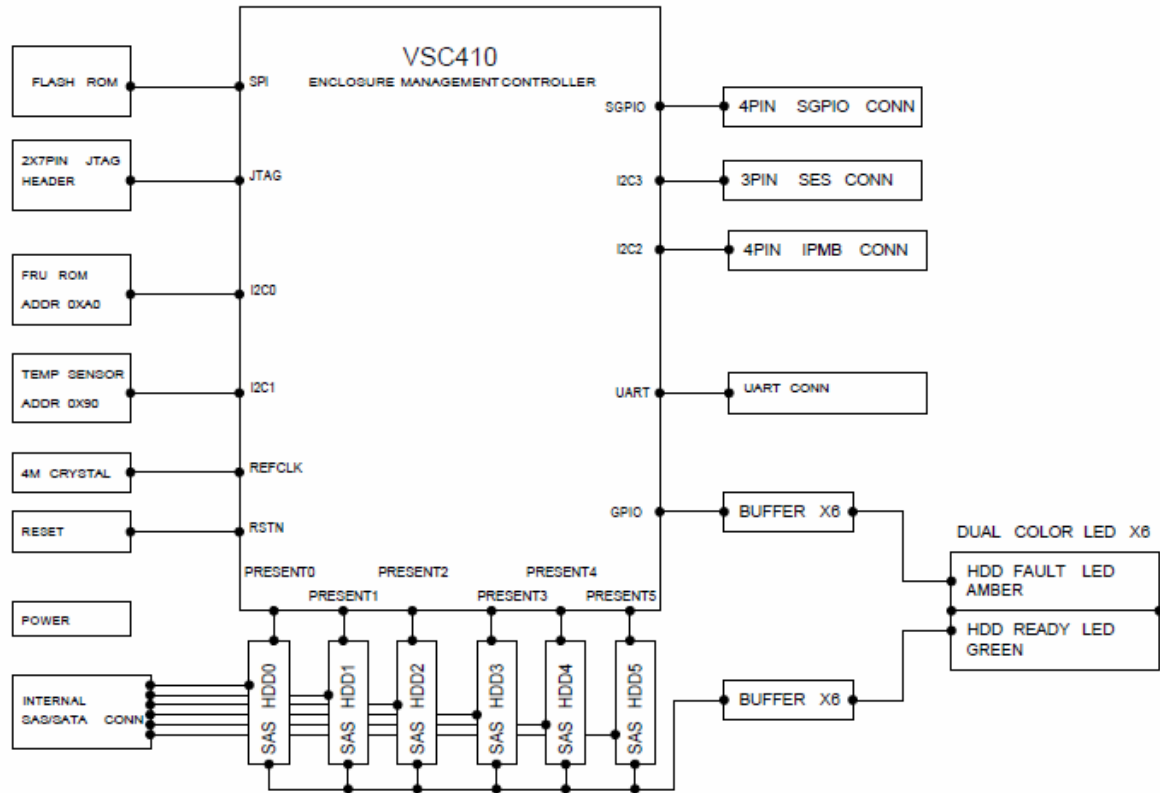 VSC410
ENCLOSURE MANAGEMENT CONTROLLER
FLASH ROM
SPI
SGPIO
4PIN SGPIO CONN
2X7PIN JTAG
HEADER
JTAG
I2C3
3PIN SES CONN
I2C2
4PIN IPMB CONN
FRU ROM
ADDR 0XA0
I2C0
TEMP SENSOR
ADDR 0X90
I2C1
UART
UART CONN
4M CRYSTAL
REFCLK
RESET
RSTN
GPIO
BUFFER X6
DUAL COLOR LED X6
HDD FAULT LED
AMBER
HDD READY LED
GREEN
PRESENT0
PRESENT1
PRESENT2
PRESENT3
PRESENT4
PRESENT5
POWER
INTERNAL
SAS/SATA CONN
SAS HDD0
SAS HDD1
SAS HDD2
SAS HDD3
SAS HDD4
SAS HDD5
BUFFER X6